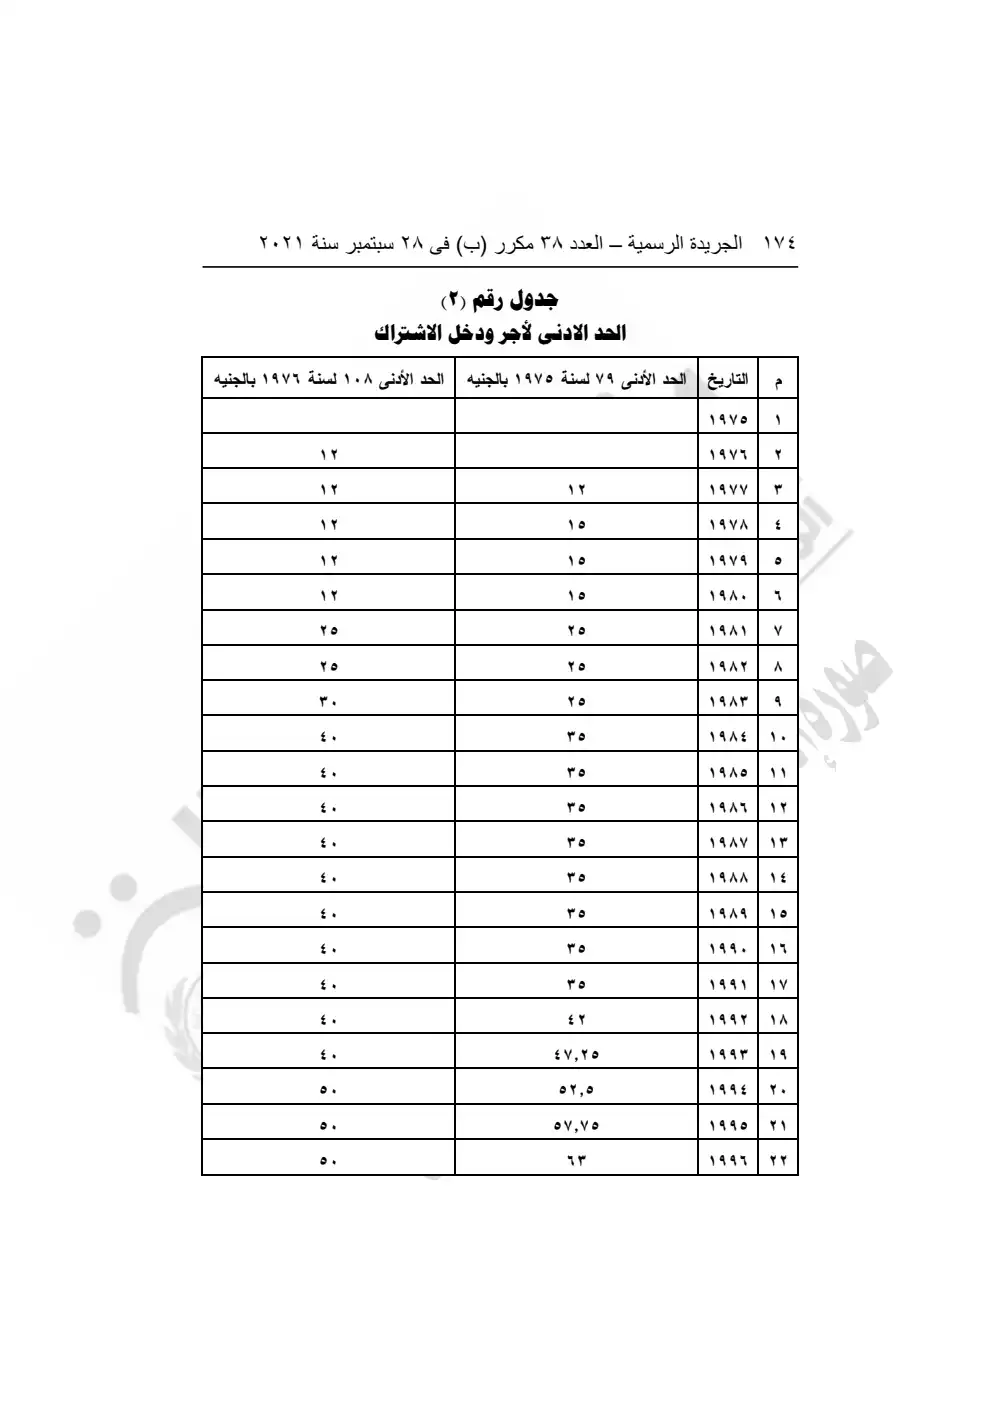 ١٧٤ الجريدة الرسمية – العدد ٣٨ مكرر (ب) فى ٢٨ سبتمبر سنة ٢٠٢١
جدول رقم (٢)
الحد الادنى لأجر ودخل الاشتراك
م التاريخ الحد الأدنى ٧٩ لسنة ١٩٧٥ بالجنيه الحد الأدنى ١٠٨ لسنة ١٩٧٦ بالجنيه
١ ١٩٧٥
٢ ١٩٧٦ ١٢
٣ ١٩٧٧ ١٢ ١٢
٤ ١٩٧٨ ١٥ ١٢
٥ ١٩٧٩ ١٥ ١٢
٦ ١٩٨٠ ١٥ ١٢
٧ ١٩٨١ ٢٥ ٢٥
٨ ١٩٨٢ ٢٥ ٢٥
٩ ١٩٨٣ ٢٥ ٣٠
١٠ ١٩٨٤ ٣٥ ٤٠
١١ ١٩٨٥ ٣٥ ٤٠
١٢ ١٩٨٦ ٣٥ ٤٠
١٣ ١٩٨٧ ٣٥ ٤٠
١٤ ١٩٨٨ ٣٥ ٤٠
١٥ ١٩٨٩ ٣٥ ٤٠
١٦ ١٩٩٠ ٣٥ ٤٠
١٧ ١٩٩١ ٣٥ ٤٠
١٨ ١٩٩٢ ٤٢ ٤٠
١٩ ١٩٩٣ ٤٧,٢٥ ٤٠
٢٠ ١٩٩٤ ٥٢,٥ ٥٠
٢١ ١٩٩٥ ٥٧,٧٥ ٥٠
٢٢ ١٩٩٦ ٦٣ ٥٠